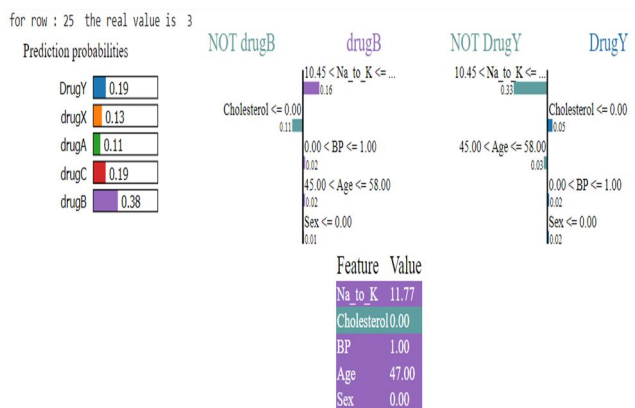 for row : 25 the real value is 3
Prediction probabilities
DrugY 0.19
drugX 0.13
drugA 0.11
drugC 0.19
drugB 0.38
NOT drugB drugB
10.45 < Na_to_K <= ...
0.16
Cholesterol <= 0.00
0.11
0.00 < BP <= 1.00
0.02
45.00 < Age <= 58.00
0.02
Sex <= 0.00
0.01
NOT DrugY DrugY
10.45 < Na_to_K <= ...
0.33
Cholesterol <= 0.00
0.05
45.00 < Age <= 58.00
0.03
0.00 < BP <= 1.00
0.02
Sex <= 0.00
0.02
Feature Value
Na_to_K 11.77
Cholesterol 0.00
BP 1.00
Age 47.00
Sex 0.00